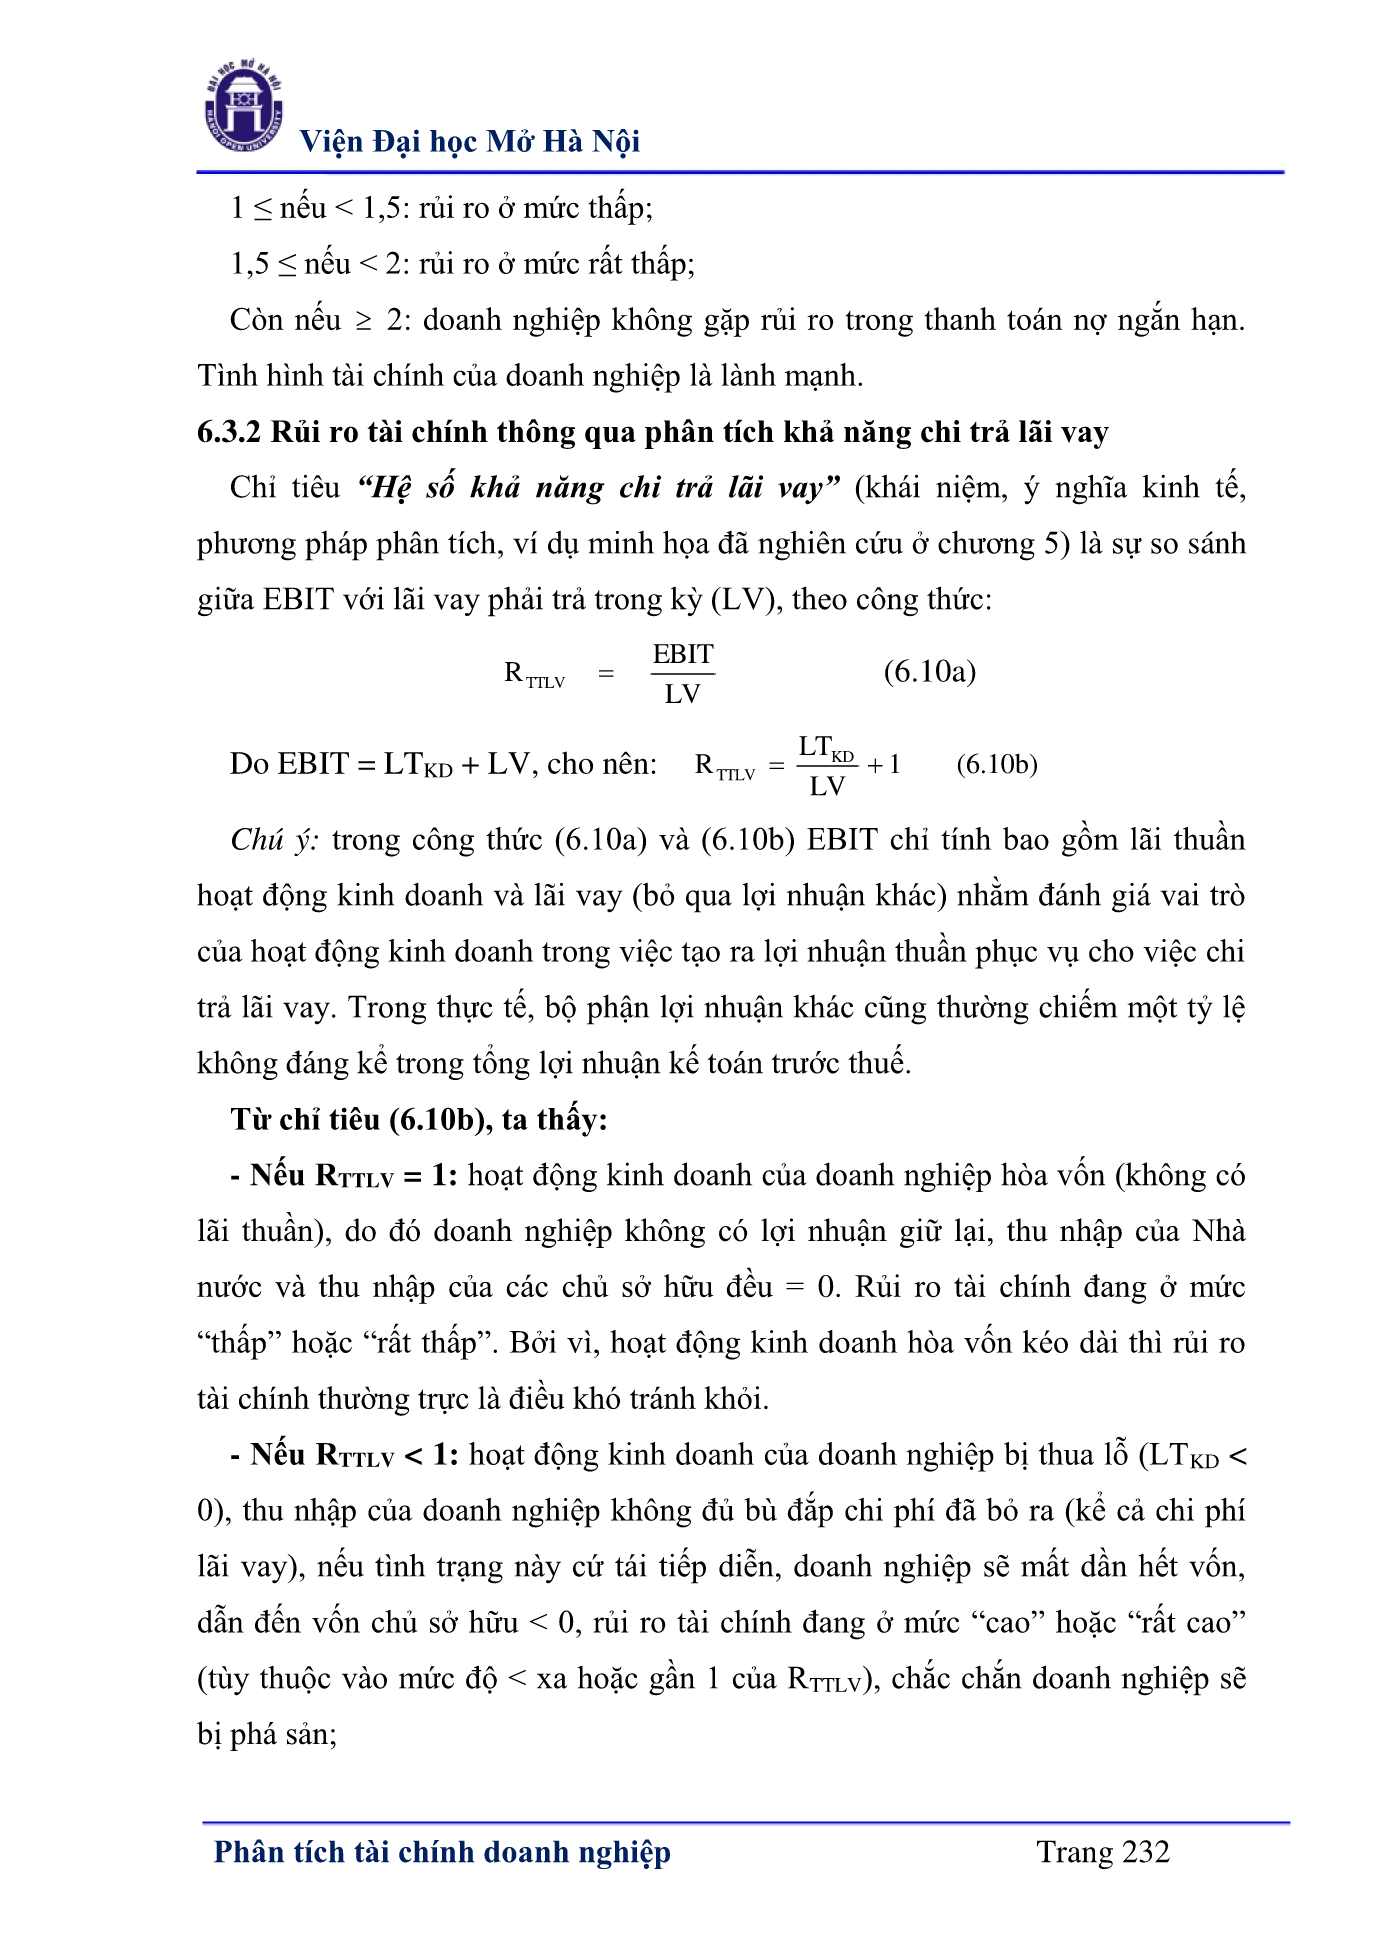 ĐẠI HỌC MỞ HÀ NỘI
HANOI OPEN UNIVERSITY
Viện Đại học Mở Hà Nội
1 ≤ nếu < 1,5: rủi ro ở mức thấp;
1,5 ≤ nếu < 2: rủi ro ở mức rất thấp;
Còn nếu ≥ 2: doanh nghiệp không gặp rủi ro trong thanh toán nợ ngắn hạn.
Tình hình tài chính của doanh nghiệp là lành mạnh.
6.3.2 Rủi ro tài chính thông qua phân tích khả năng chi trả lãi vay
Chỉ tiêu “Hệ số khả năng chi trả lãi vay” (khái niệm, ý nghĩa kinh tế,
phương pháp phân tích, ví dụ minh họa đã nghiên cứu ở chương 5) là sự so sánh
giữa EBIT với lãi vay phải trả trong kỳ (LV), theo công thức:
R_TTLV = EBIT / LV (6.10a)
Do EBIT = LT_KD + LV, cho nên: R_TTLV = LT_KD / LV + 1 (6.10b)
Chú ý: trong công thức (6.10a) và (6.10b) EBIT chỉ tính bao gồm lãi thuần
hoạt động kinh doanh và lãi vay (bỏ qua lợi nhuận khác) nhằm đánh giá vai trò
của hoạt động kinh doanh trong việc tạo ra lợi nhuận thuần phục vụ cho việc chi
trả lãi vay. Trong thực tế, bộ phận lợi nhuận khác cũng thường chiếm một tỷ lệ
không đáng kể trong tổng lợi nhuận kế toán trước thuế.
Từ chỉ tiêu (6.10b), ta thấy:
- Nếu R_TTLV = 1: hoạt động kinh doanh của doanh nghiệp hòa vốn (không có
lãi thuần), do đó doanh nghiệp không có lợi nhuận giữ lại, thu nhập của Nhà
nước và thu nhập của các chủ sở hữu đều = 0. Rủi ro tài chính đang ở mức
“thấp” hoặc “rất thấp”. Bởi vì, hoạt động kinh doanh hòa vốn kéo dài thì rủi ro
tài chính thường trực là điều khó tránh khỏi.
- Nếu R_TTLV < 1: hoạt động kinh doanh của doanh nghiệp bị thua lỗ (LT_KD <
0), thu nhập của doanh nghiệp không đủ bù đắp chi phí đã bỏ ra (kể cả chi phí
lãi vay), nếu tình trạng này cứ tái tiếp diễn, doanh nghiệp sẽ mất dần hết vốn,
dẫn đến vốn chủ sở hữu < 0, rủi ro tài chính đang ở mức “cao” hoặc “rất cao”
(tùy thuộc vào mức độ < xa hoặc gần 1 của R_TTLV), chắc chắn doanh nghiệp sẽ
bị phá sản;
Phân tích tài chính doanh nghiệp Trang 232